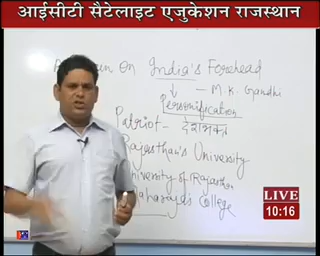 आईसीटी सैटेलाइट एजुकेशन राजस्थान
on India's Forehead
- M.K. Gandhi
Personification
Patriot - देशभक्त
Rajasthan's University
University of Rajasthan
Maharaja's College
LIVE
10:16